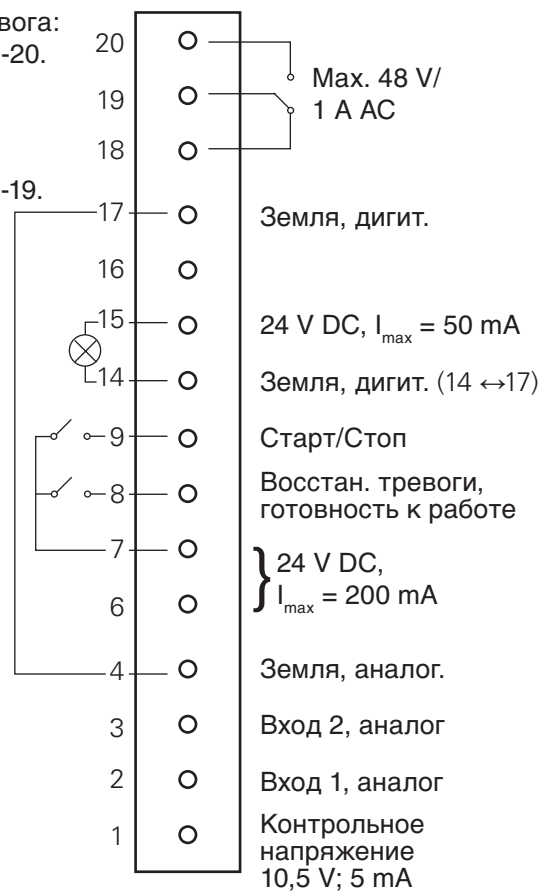 вога:
-20.
20
19
Max. 48 V/
1 A AC
18
-19.
17
Земля, дигит.
16
15
24 V DC, Imax = 50 mA
14
Земля, дигит. (14 ↔17)
9
Старт/Стоп
8
Восстан. тревоги,
готовность к работе
7
24 V DC,
Imax = 200 mA
6
4
Земля, аналог.
3
Вход 2, аналог
2
Вход 1, аналог
1
Контрольное
напряжение
10,5 V; 5 mA